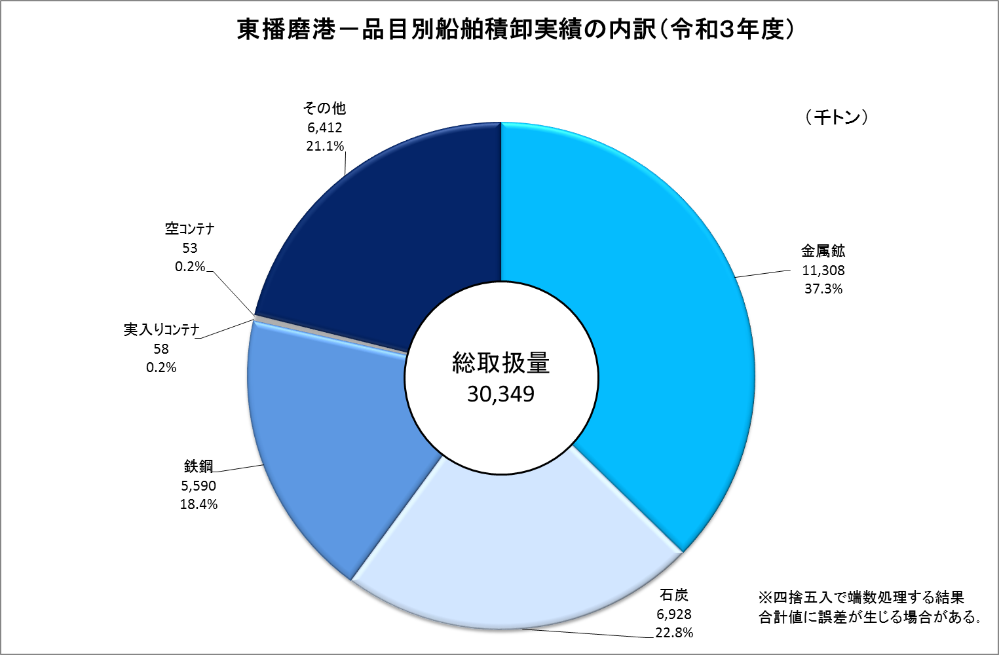 東播磨港－品目別船舶積卸実績の内訳（令和３年度）
（千トン）
その他
6,412
21.1%
空ｺﾝﾃﾅ
53
0.2%
実入りｺﾝﾃﾅ
58
0.2%
金属鉱
11,308
37.3%
総取扱量
30,349
鉄鋼
5,590
18.4%
石炭
6,928
22.8%
※四捨五入で端数処理する結果
合計値に誤差が生じる場合がある。